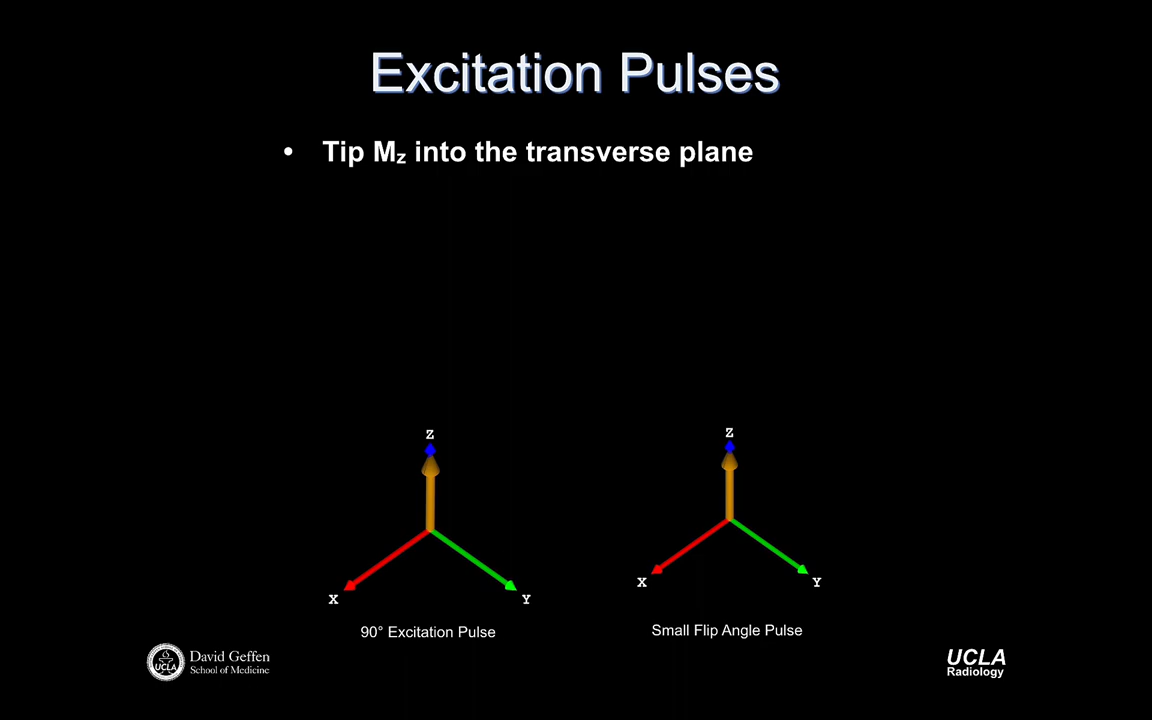 Excitation Pulses
• Tip Mz into the transverse plane
Z
X
Y
90° Excitation Pulse
Z
X
Y
Small Flip Angle Pulse
UCLA
David Geffen
School of Medicine
UCLA
Radiology